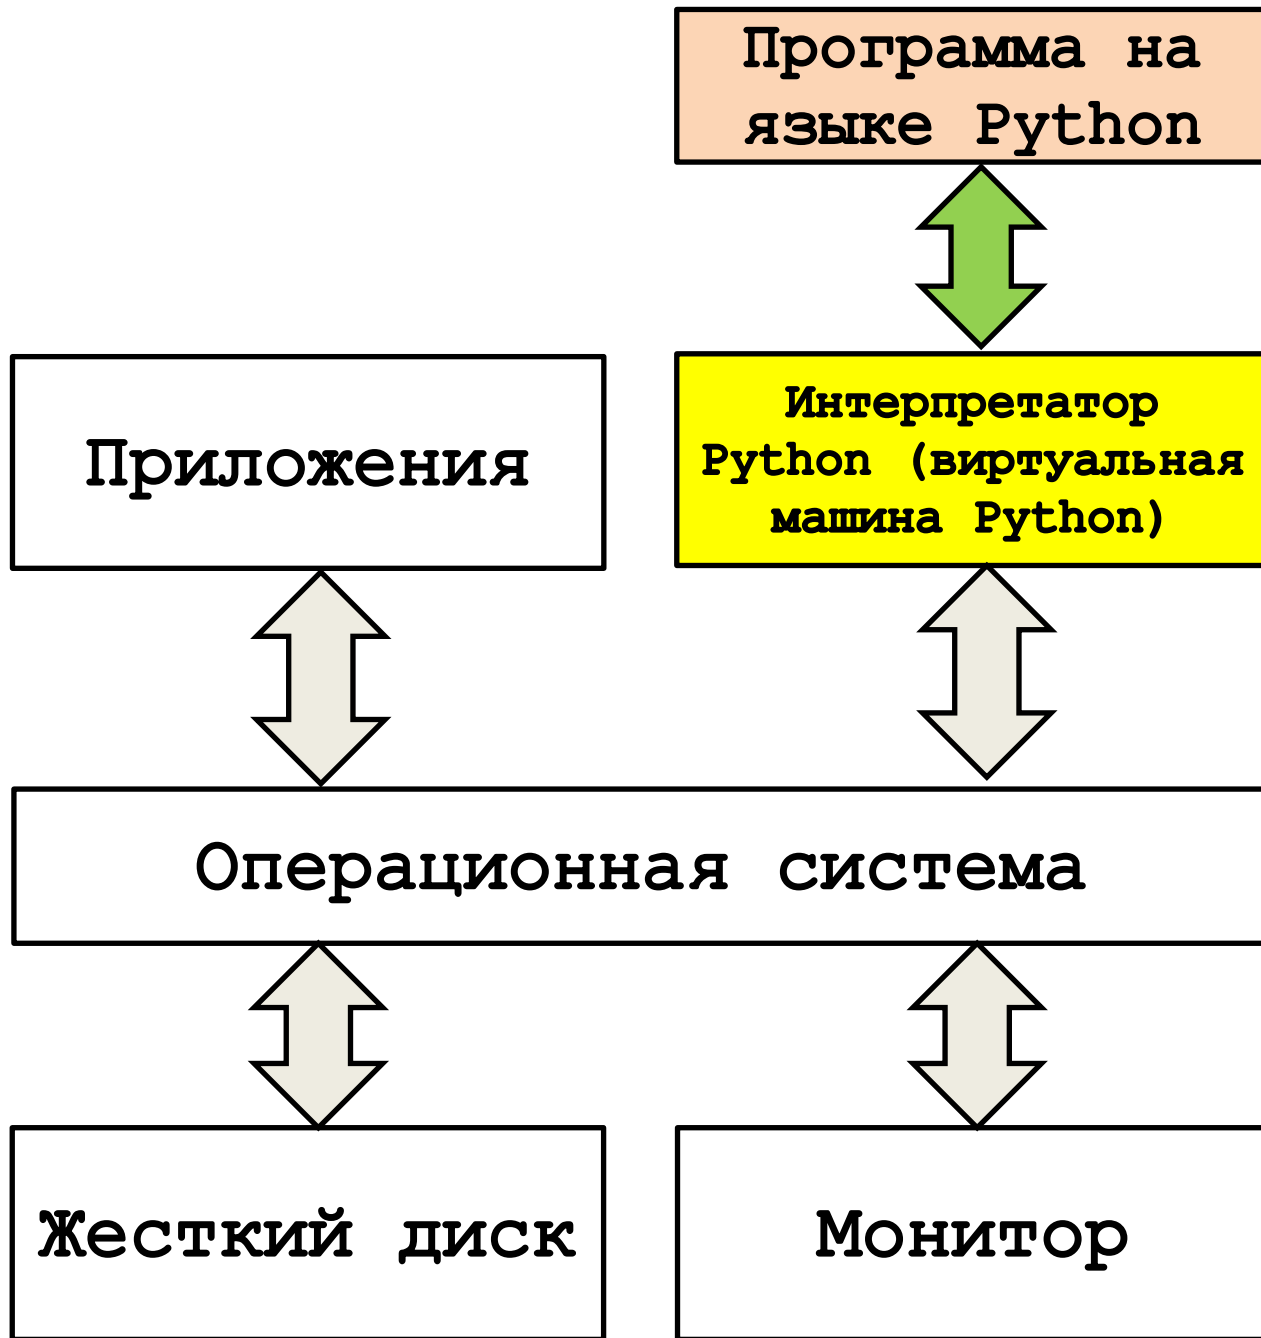 Программа на
языке Python
Приложения
Интерпретатор
Python (виртуальная
машина Python)
Операционная система
Жесткий диск
Монитор